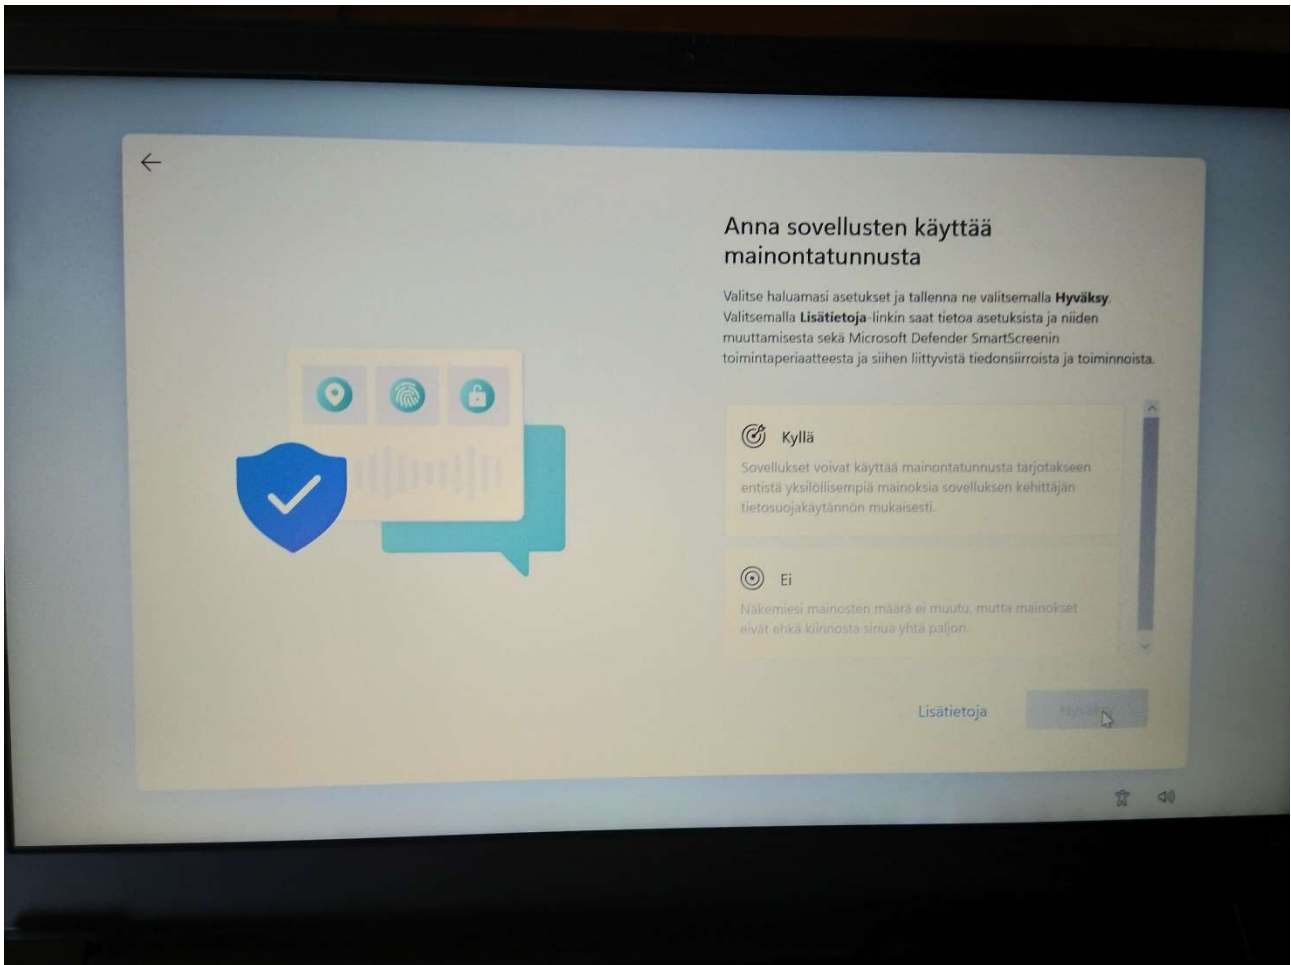 Anna sovellusten käyttää
mainontatunnusta
Valitse haluamasi asetukset ja tallenna ne valitsemalla Hyväksy.
Valitsemalla Lisätietoja-linkin saat tietoa asetuksista ja niiden
muuttamisesta sekä Microsoft Defender SmartScreenin
toimintaperiaatteesta ja siihen liittyvistä tiedonsiirroista ja toiminnoista.
Kyllä
Sovellukset voivat käyttää mainontatunnusta tarjotakseen
entistä yksilöllisempiä mainoksia sovelluksen kehittäjän
tietosuojakäytännön mukaisesti.
Ei
Näkemiesi mainosten määrä ei muutu, mutta mainokset
eivät ehkä kiinnosta sinua yhtä paljon.
Lisätietoja
Hyväksy